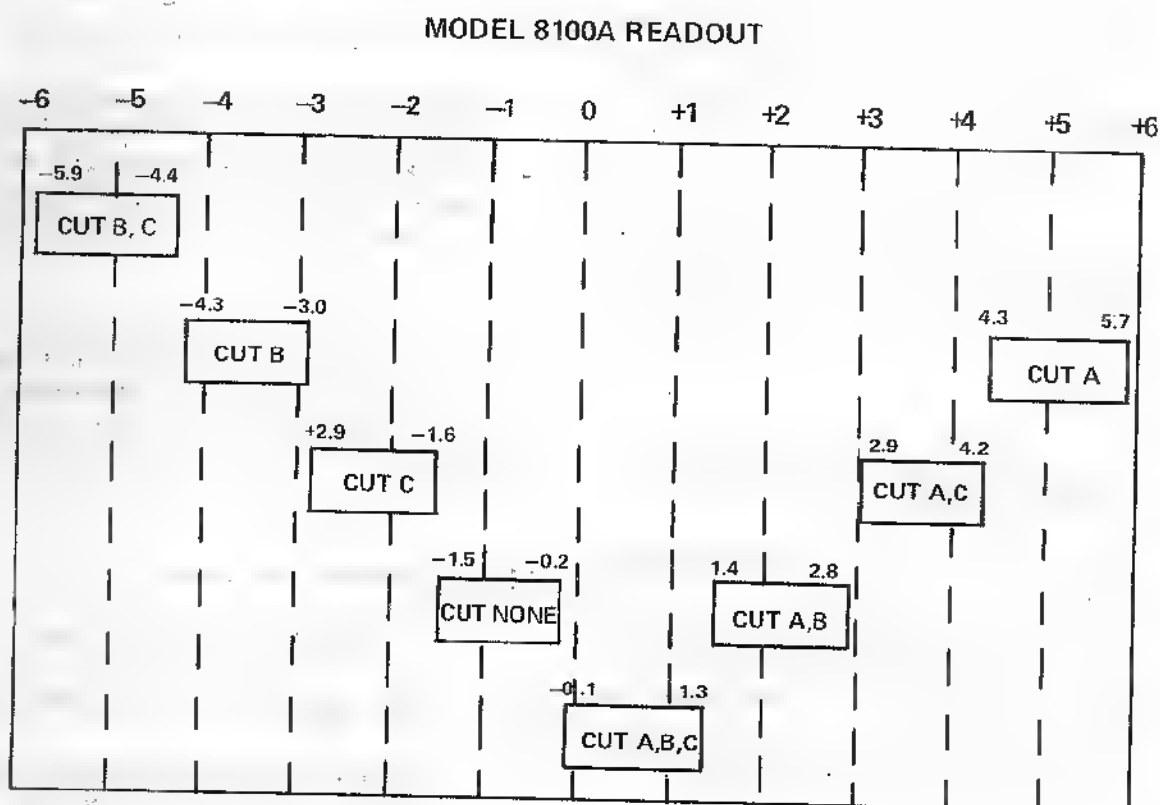 MODEL 8100A READOUT
–6 –5 –4 –3 –2 –1 0 +1 +2 +3 +4 +5 +6
–5.9 –4.4
CUT B, C
–4.3 –3.0
CUT B
4.3 5.7
CUT A
+2.9 –1.6
CUT C
2.9 4.2
CUT A,C
–1.5 –0.2
CUT NONE
1.4 2.8
CUT A,B
–0.1 1.3
CUT A,B,C